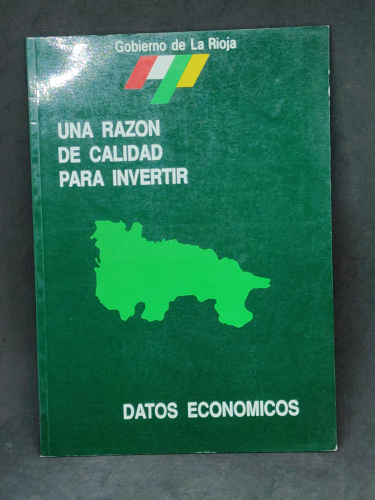 Gobierno de La Rioja
UNA RAZON
DE CALIDAD
PARA INVERTIR
DATOS ECONOMICOS